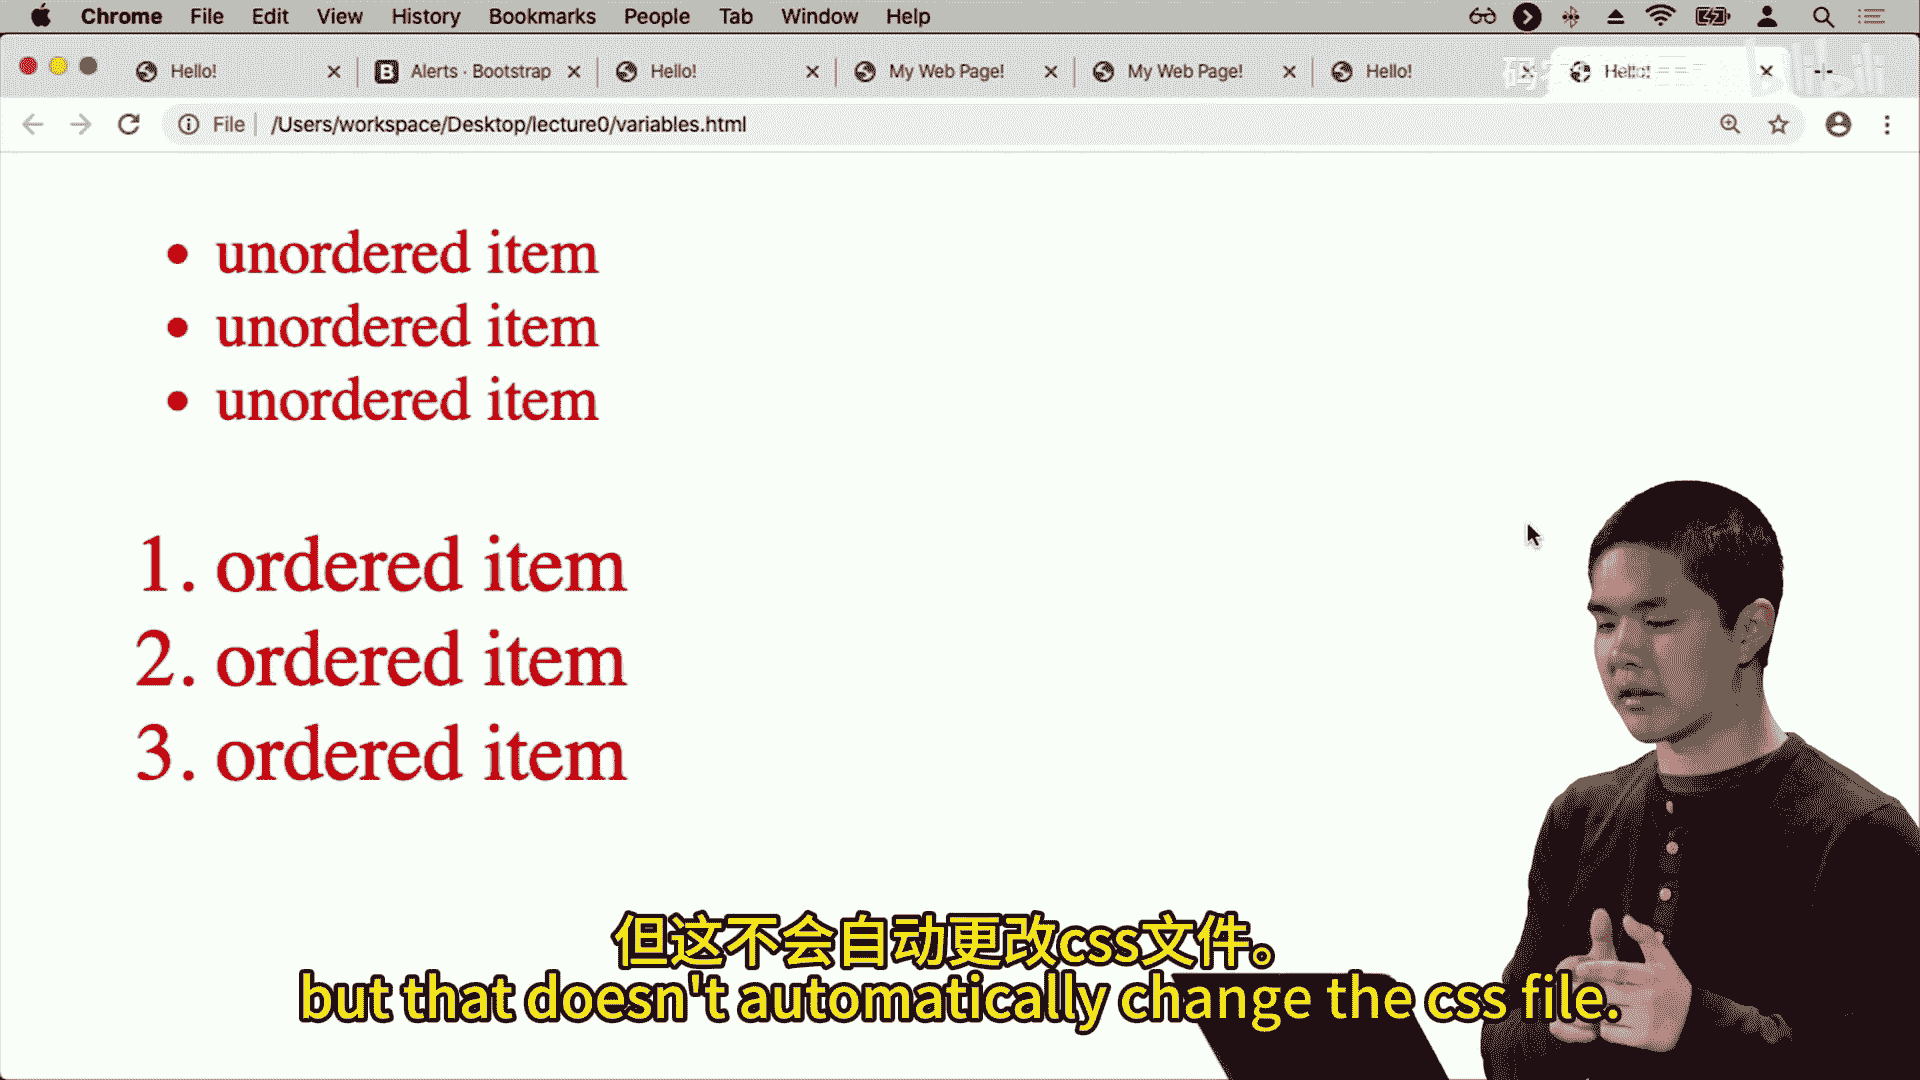 Chrome File Edit View History Bookmarks People Tab Window Help
Hello! Alerts · Bootstrap Hello! My Web Page! My Web Page! Hello! Hello!
File /Users/workspace/Desktop/lecture0/variables.html
• unordered item
• unordered item
• unordered item
1. ordered item
2. ordered item
3. ordered item
但这不会自动更改css文件。
but that doesn't automatically change the css file.